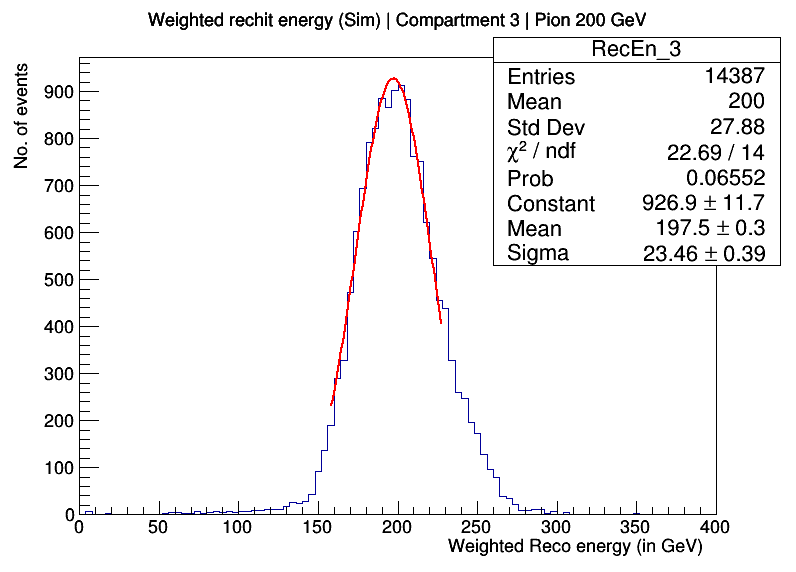 Weighted rechit energy (Sim) | Compartment 3 | Pion 200 GeV
RecEn_3
Entries 14387
Mean 200
Std Dev 27.88
χ² / ndf 22.69 / 14
Prob 0.06552
Constant 926.9 ± 11.7
Mean 197.5 ± 0.3
Sigma 23.46 ± 0.39
No. of events
900
800
700
600
500
400
300
200
100
0
0 50 100 150 200 250 300 350 400
Weighted Reco energy (in GeV)